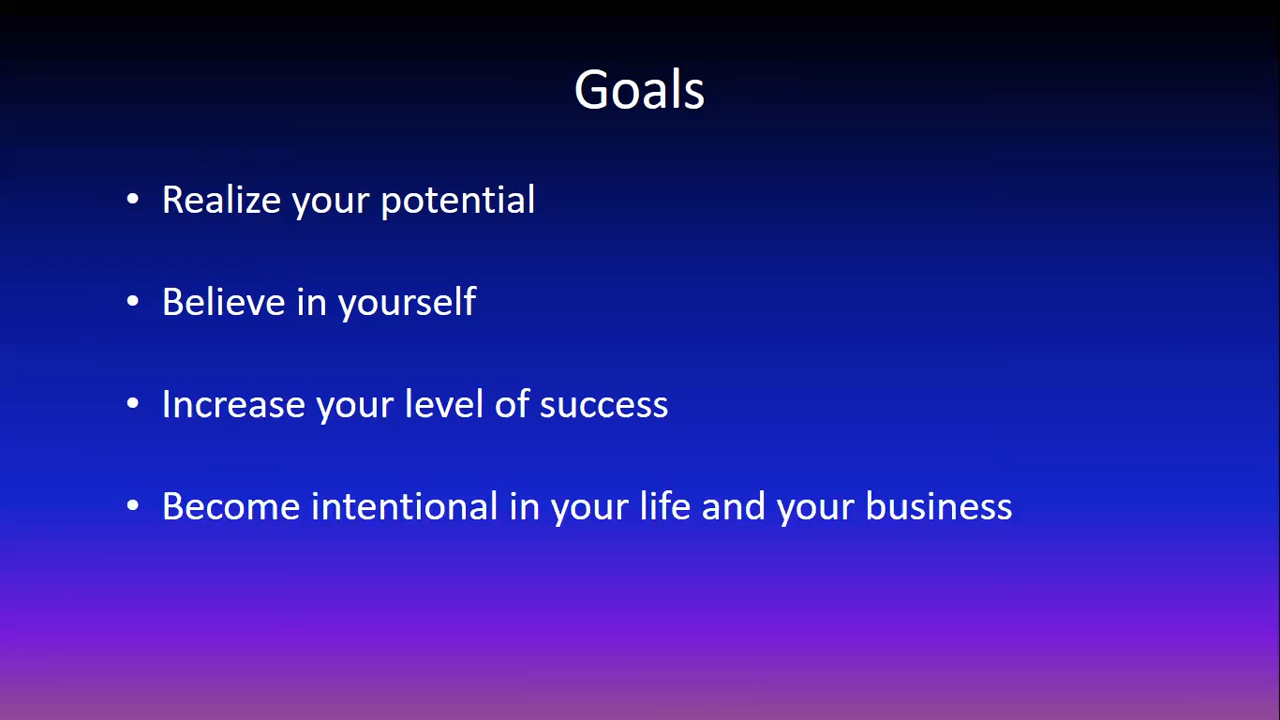 Goals
• Realize your potential
• Believe in yourself
• Increase your level of success
• Become intentional in your life and your business